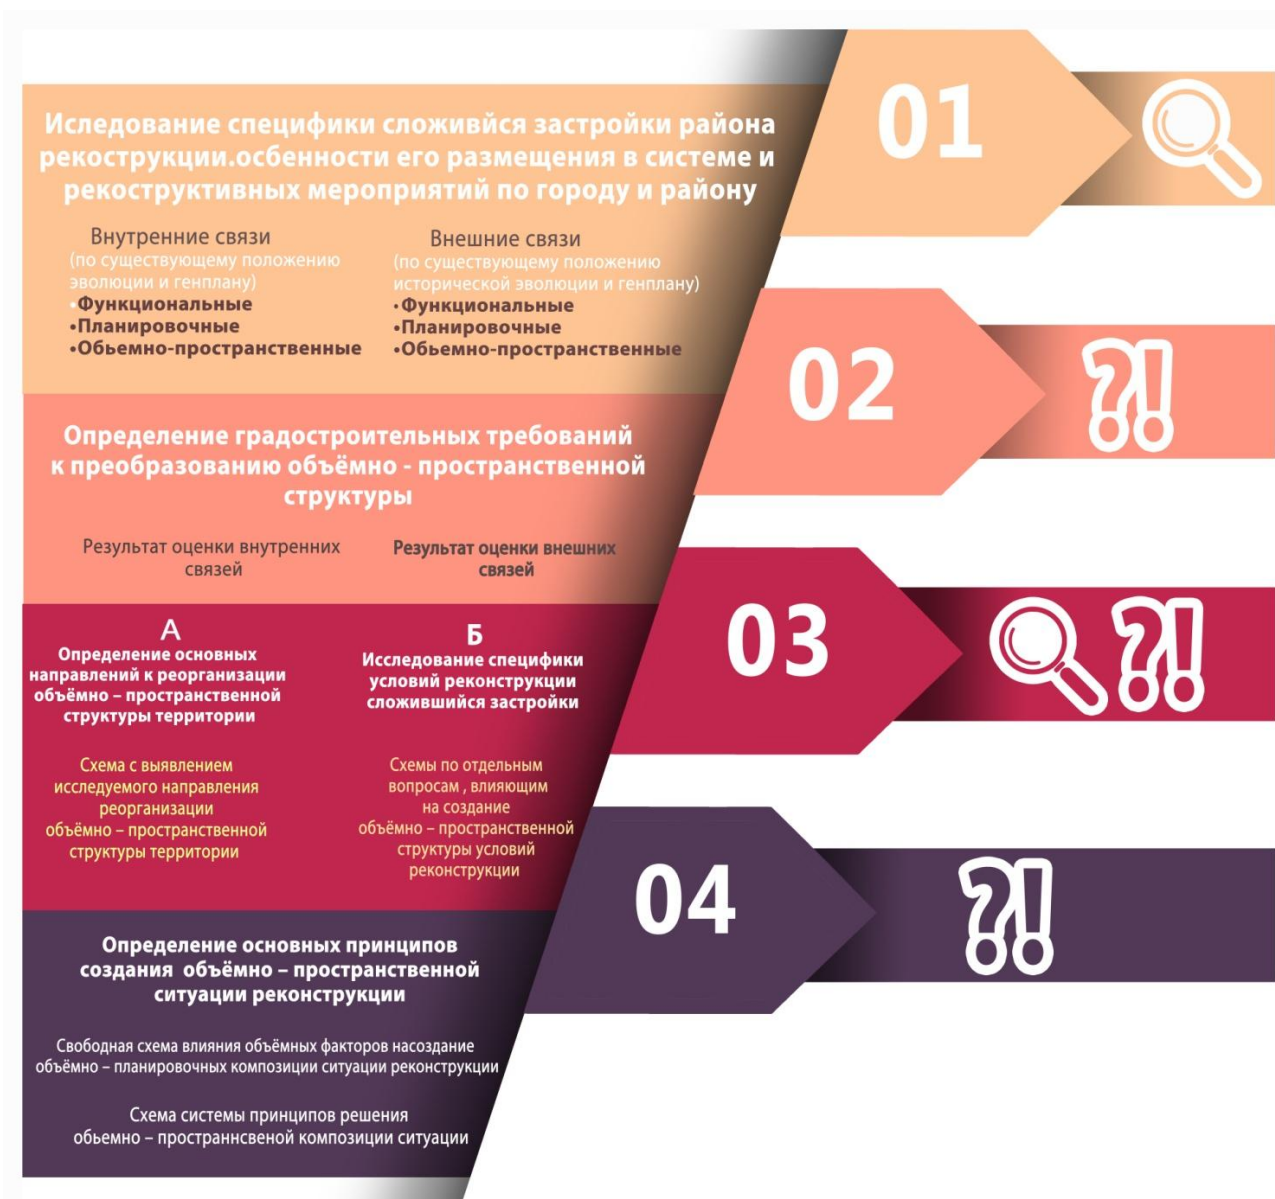 01
Иследование специфики сложивйся застройки района
рекострукции.осбенности его размещения в системе и
рекоструктивных мероприятий по городу и району
Внутренние связи
(по существующему положению
эволюции и генплану)
•Функциональные
•Планировочные
•Обьемно-пространственные
Внешние связи
(по существующему положению
исторической эволюции и генплану)
•Функциональные
•Планировочные
•Обьемно-пространственные
02
Определение градостроительных требований
к преобразованию объёмно - пространственной
структуры
Результат оценки внутренних
связей
Результат оценки внешних
связей
03
А
Определение основных
направлений к реорганизации
объёмно – пространственной
структуры территории
Схема с выявлением
исследуемого направления
реорганизации
объёмно – пространственной
структуры территории
Б
Исследование специфики
условий реконструкции
сложившийся застройки
Схемы по отдельным
вопросам , влияющим
на создание
объёмно – пространственной
структуры условий
реконструкции
?! 
04
Определение основных принципов
создания объёмно – пространственной
ситуации реконструкции
Свободная схема влияния объёмных факторов насоздание
объёмно – планировочных композиции ситуации реконструкции
Схема системы принципов решения
обьемно –ространнсвеной композиции ситуации